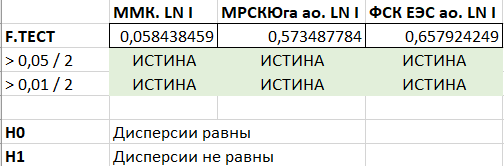 ММК. LN I МРСКЮга ао. LN I ФСК ЕЭС ао. LN I
F.ТЕСТ 0,058438459 0,573487784 0,657924249
> 0,05 / 2 ИСТИНА ИСТИНА ИСТИНА
> 0,01 / 2 ИСТИНА ИСТИНА ИСТИНА
H0 Дисперсии равны
H1 Дисперсии не равны